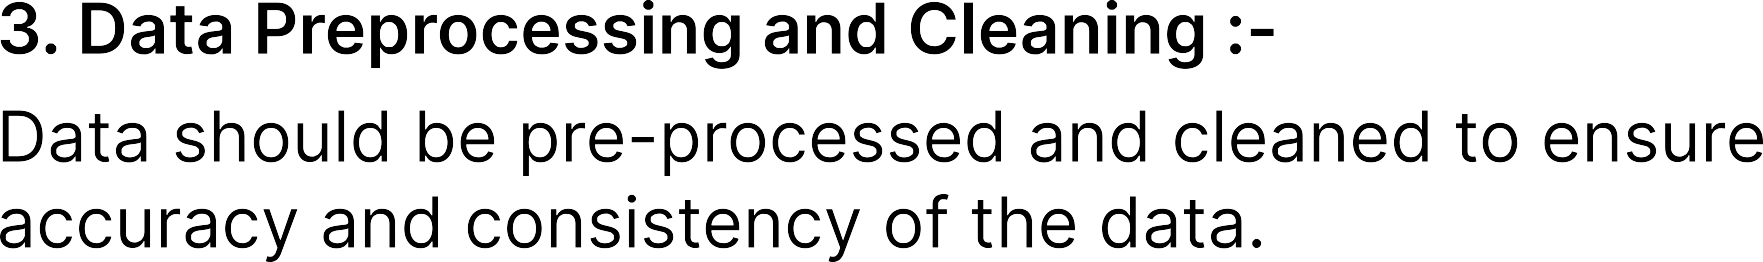 3. Data Preprocessing and Cleaning :-
Data should be pre-processed and cleaned to ensure
accuracy and consistency of the data.